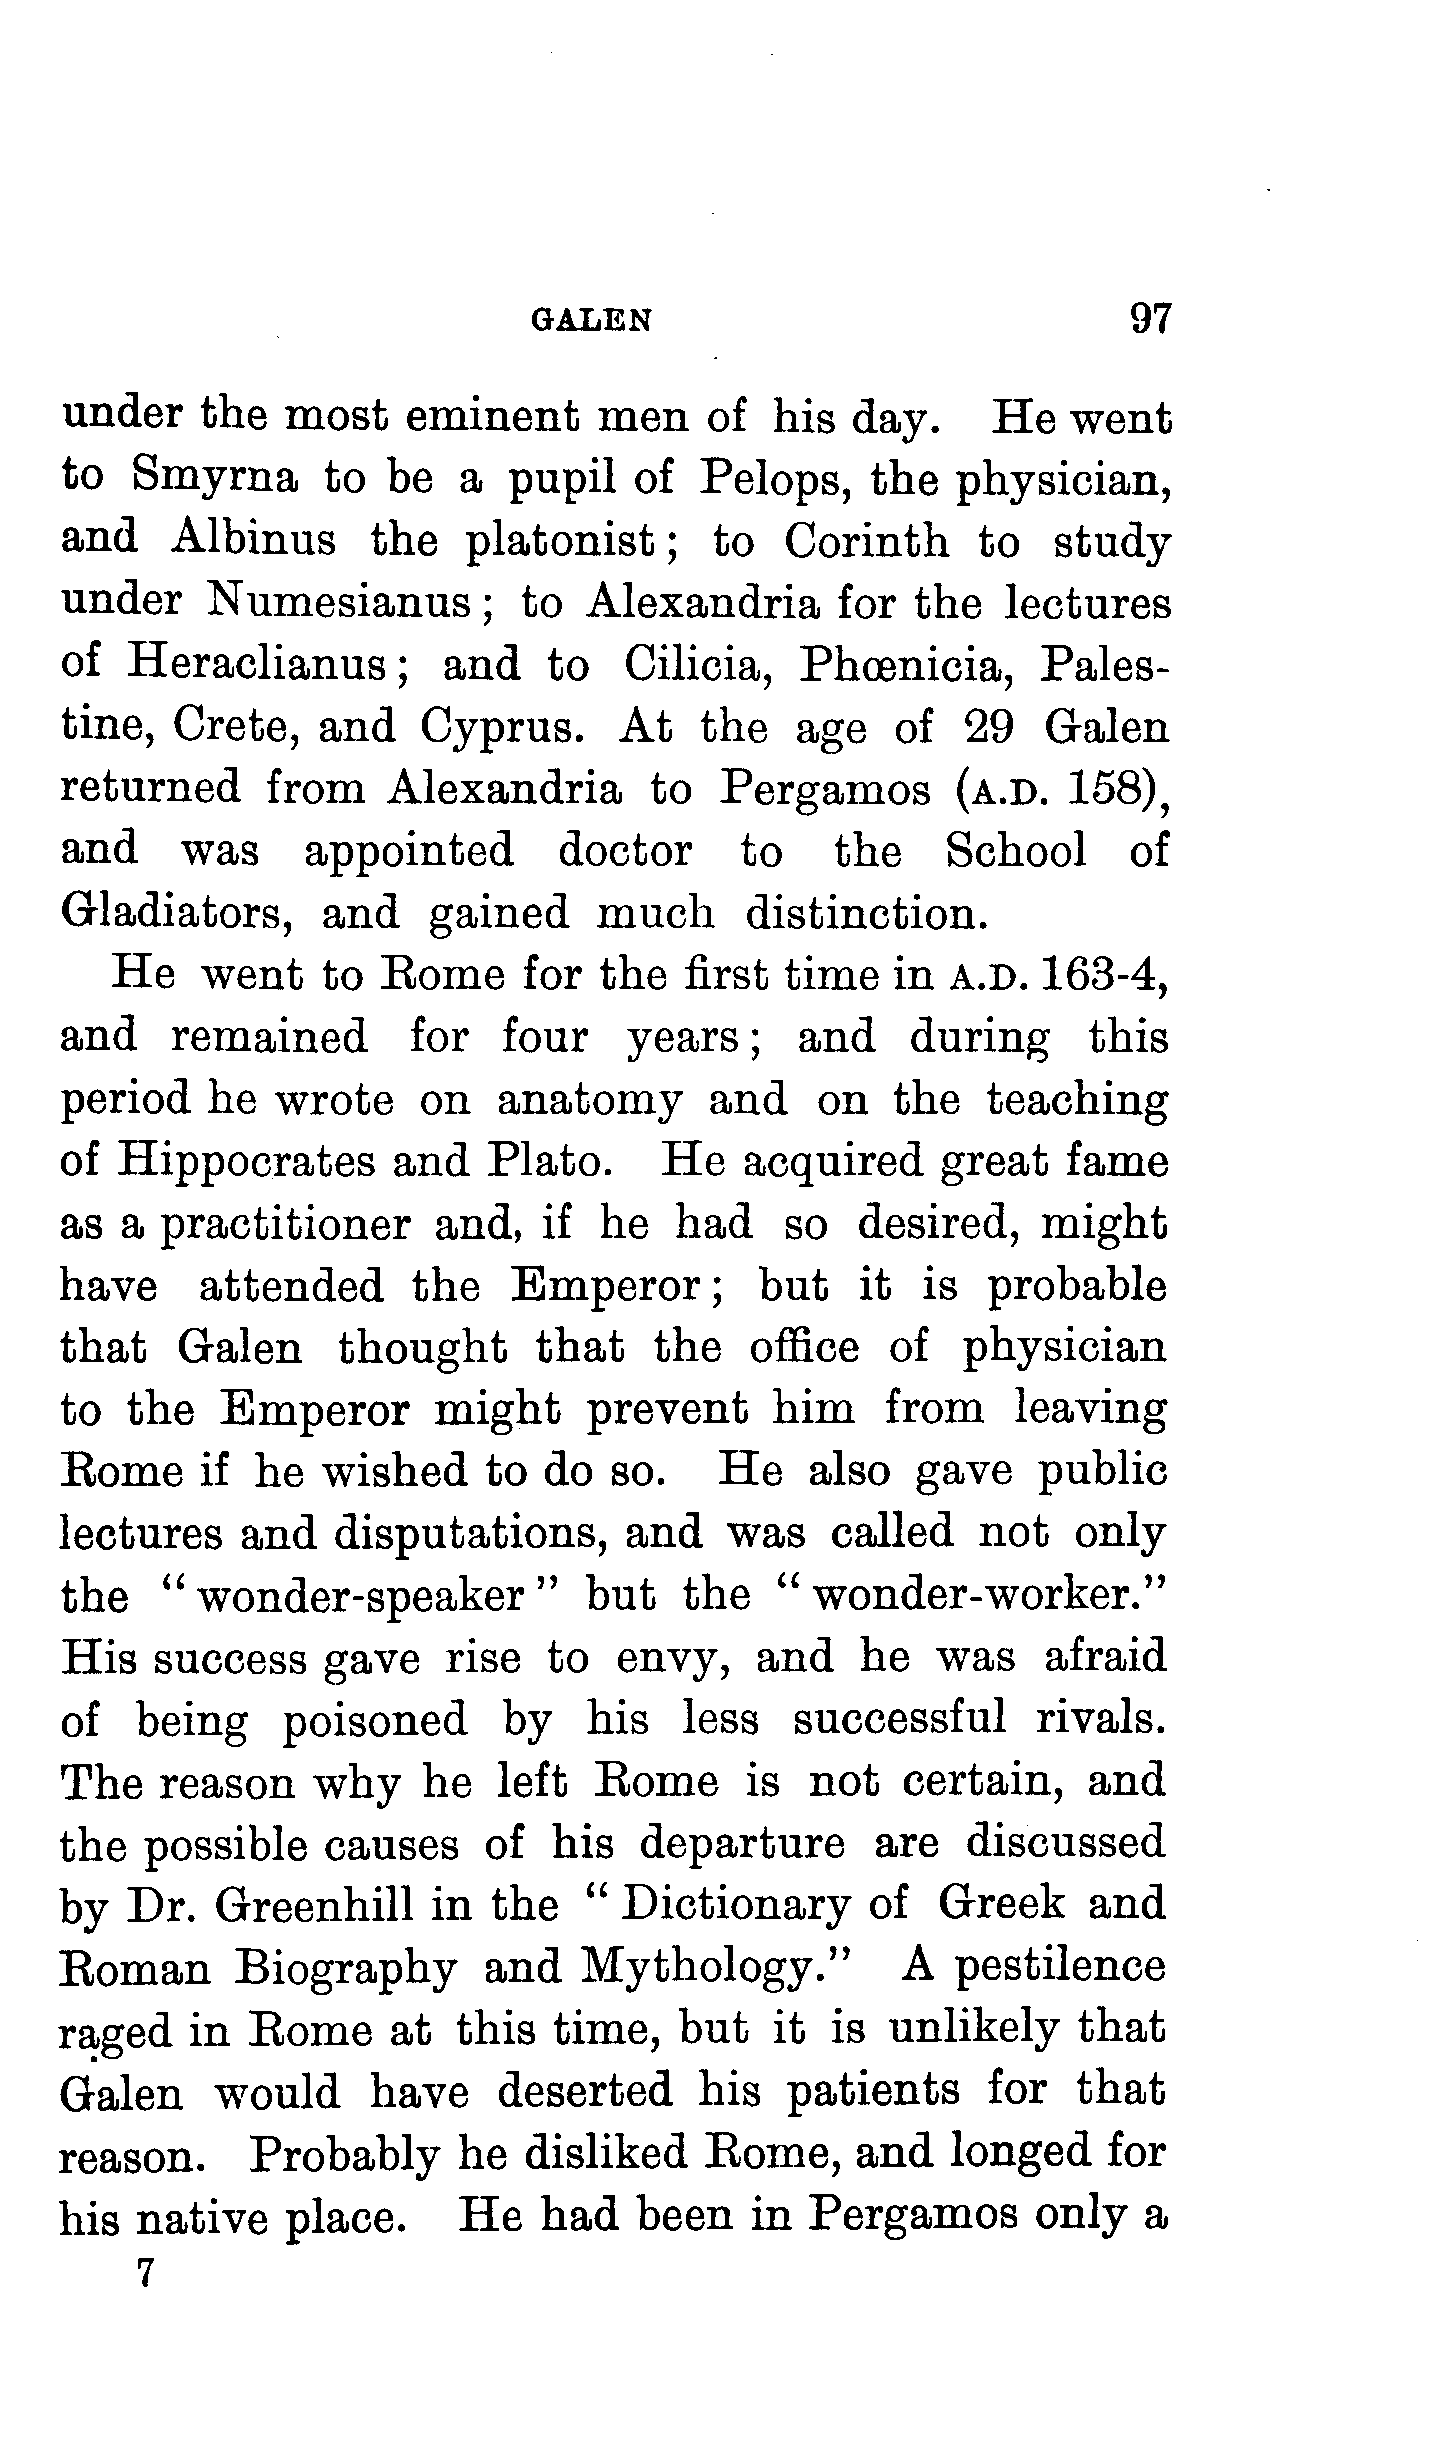 GALEN 97
under the most eminent men of his day. He went
to Smyrna to be a pupil of Pelops, the physician,
and Albinus the platonist; to Corinth to study
under Numesianus; to Alexandria for the lectures
of Heraclianus; and to Cilicia, Phœnicia, Pales-
tine, Crete, and Cyprus. At the age of 29 Galen
returned from Alexandria to Pergamos (A.D. 158),
and was appointed doctor to the School of
Gladiators, and gained much distinction.
He went to Rome for the first time in A.D. 163-4,
and remained for four years; and during this
period he wrote on anatomy and on the teaching
of Hippocrates and Plato. He acquired great fame
as a practitioner and, if he had so desired, might
have attended the Emperor; but it is probable
that Galen thought that the office of physician
to the Emperor might prevent him from leaving
Rome if he wished to do so. He also gave public
lectures and disputations, and was called not only
the "wonder-speaker" but the "wonder-worker."
His success gave rise to envy, and he was afraid
of being poisoned by his less successful rivals.
The reason why he left Rome is not certain, and
the possible causes of his departure are discussed
by Dr. Greenhill in the "Dictionary of Greek and
Roman Biography and Mythology." A pestilence
raged in Rome at this time, but it is unlikely that
Galen would have deserted his patients for that
reason. Probably he disliked Rome, and longed for
his native place. He had been in Pergamos only a
7